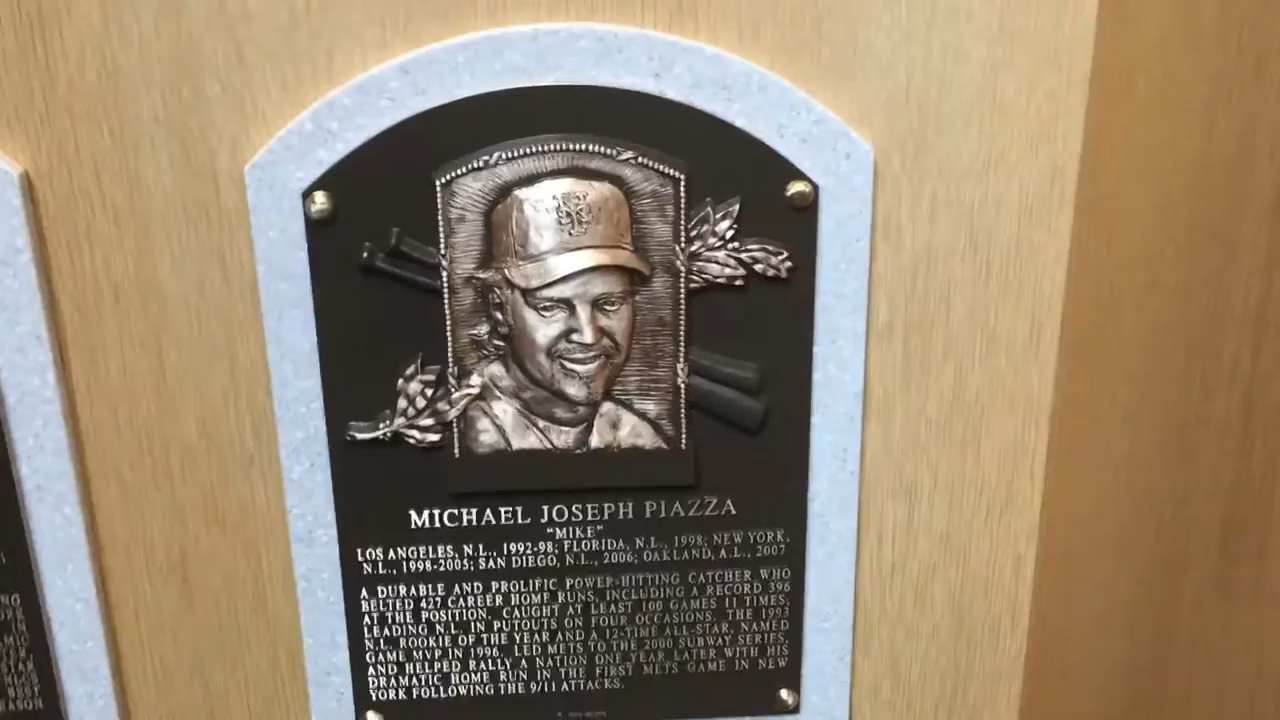 NY
MICHAEL JOSEPH PIAZZA
"MIKE"
LOS ANGELES, N.L., 1992-98; FLORIDA, N.L., 1998; NEW YORK,
N.L., 1998-2005; SAN DIEGO, N.L., 2006; OAKLAND, A.L., 2007
A DURABLE AND PROLIFIC POWER-HITTING CATCHER WHO
BELTED 427 CAREER HOME RUNS, INCLUDING A RECORD 396
AT THE POSITION. CAUGHT AT LEAST 100 GAMES 11 TIMES,
LEADING N.L. IN PUTOUTS ON FOUR OCCASIONS. THE 1993
N.L. ROOKIE OF THE YEAR AND A 12-TIME ALL-STAR, NAMED
GAME MVP IN 1996. LED METS TO THE 2000 SUBWAY SERIES,
AND HELPED RALLY A NATION ONE YEAR LATER WITH HIS
DRAMATIC HOME RUN IN THE FIRST METS GAME IN NEW
YORK FOLLOWING THE 9/11 ATTACKS.